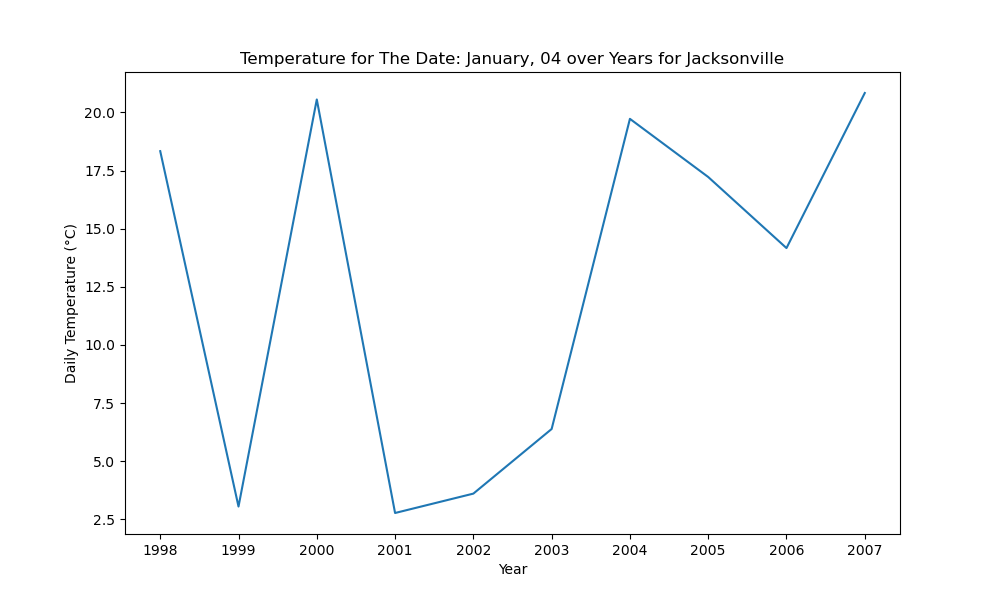 Temperature for The Date: January, 04 over Years for Jacksonville
Daily Temperature (°C)
20.0
17.5
15.0
12.5
10.0
7.5
5.0
2.5
1998 1999 2000 2001 2002 2003 2004 2005 2006 2007
Year